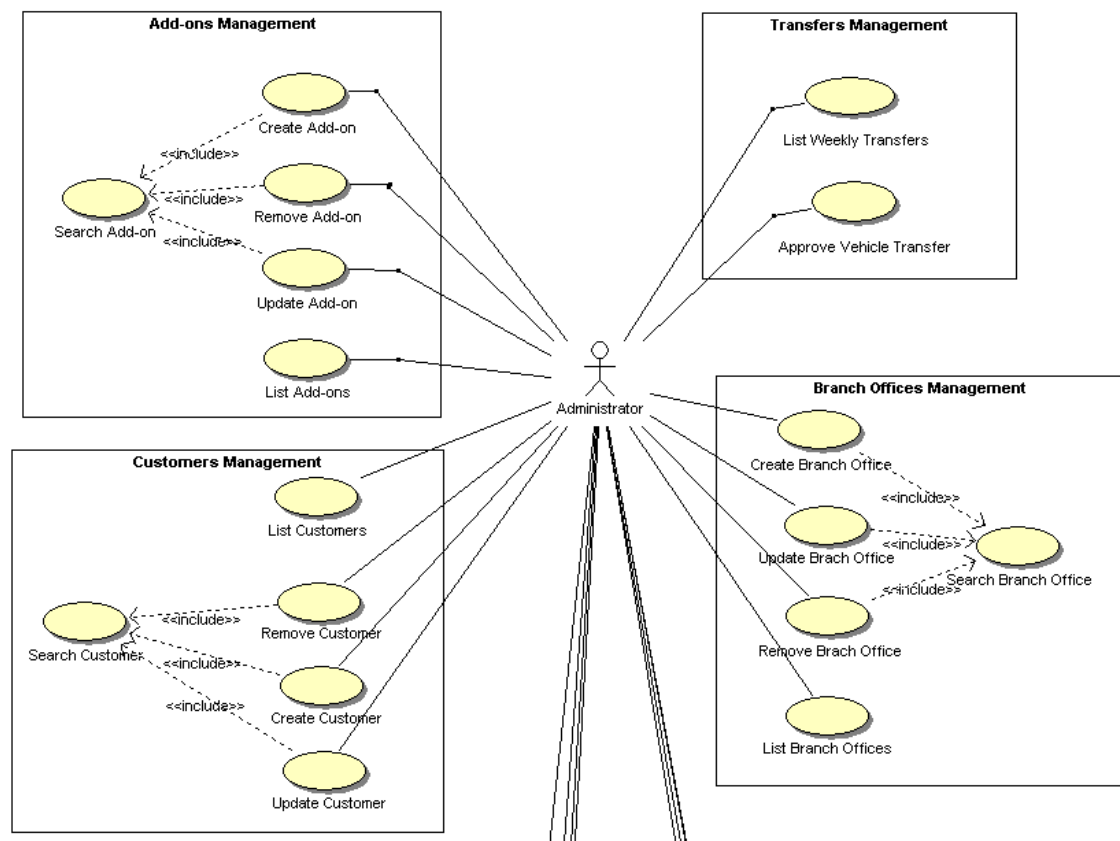 Add-ons Management
Create Add-on
<<include>>
Remove Add-on
<<include>>
Search Add-on
<<include>>
Update Add-on
List Add-ons
Transfers Management
List Weekly Transfers
Approve Vehicle Transfer
Administrator
Customers Management
List Customers
<<include>>
Remove Customer
Search Customer
<<include>>
Create Customer
<<include>>
Update Customer
Branch Offices Management
Create Branch Office
<<include>>
Update Brach Office
<<include>>
Search Branch Office
<<include>>
Remove Brach Office
List Branch Offices